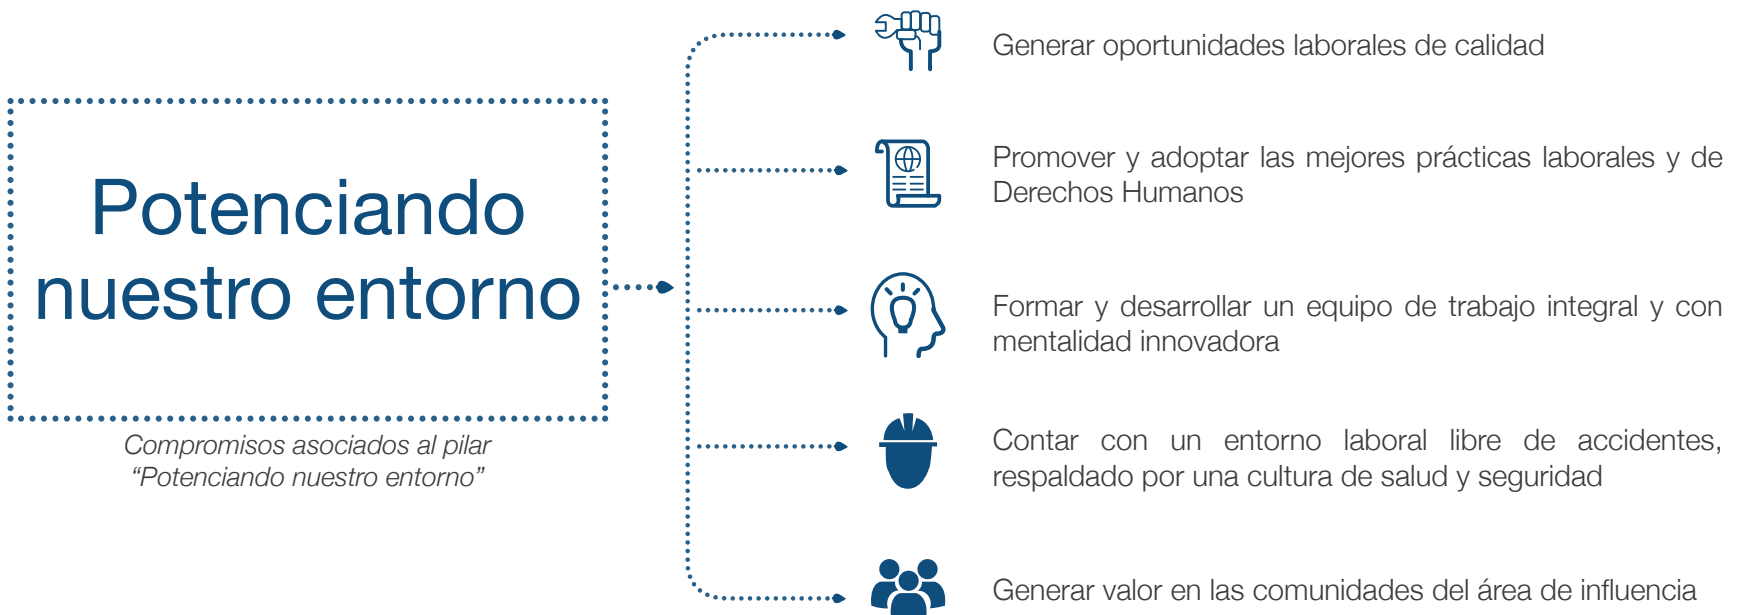 Potenciando
nuestro entorno
Compromisos asociados al pilar
“Potenciando nuestro entorno”
Generar oportunidades laborales de calidad
Promover y adoptar las mejores prácticas laborales y de
Derechos Humanos
Formar y desarrollar un equipo de trabajo integral y con
mentalidad innovadora
Contar con un entorno laboral libre de accidentes,
respaldado por una cultura de salud y seguridad
Generar valor en las comunidades del área de influencia